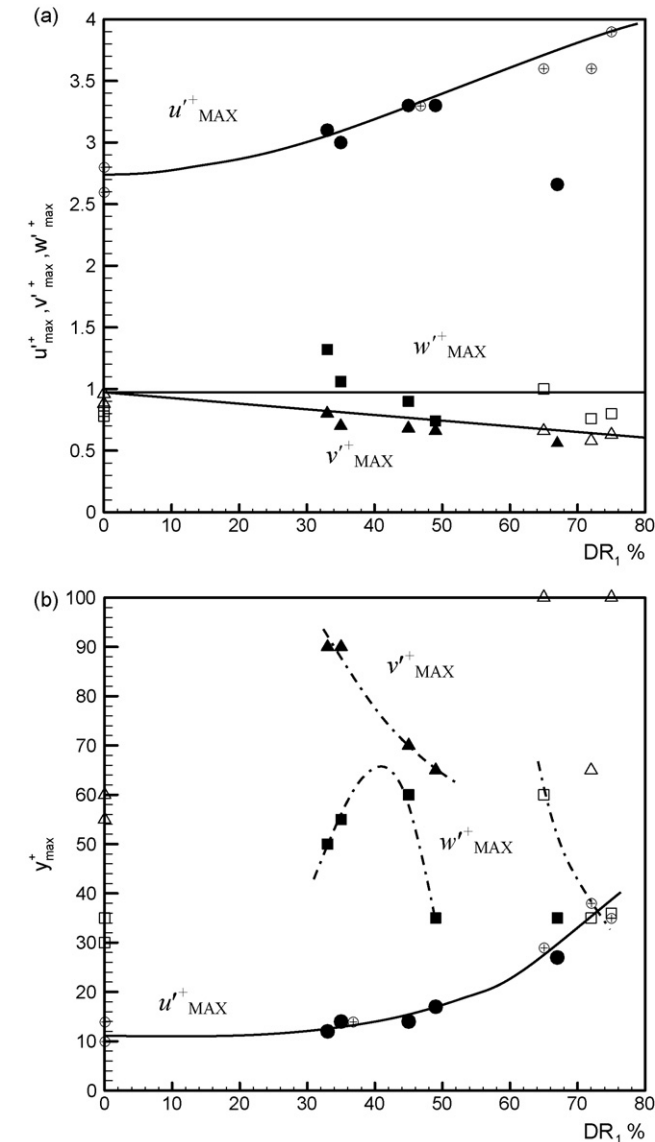 (a)
4
3.5
3
2.5
2
1.5
1
0.5
0
u'+max, v'+max, w'+max
u'+MAX
w'+MAX
v'+MAX
0 10 20 30 40 50 60 70 80
DR1 %
(b)
100
90
80
70
60
50
40
30
20
10
0
y+max
v'+MAX
w'+MAX
u'+MAX
0 10 20 30 40 50 60 70 80
DR1 %